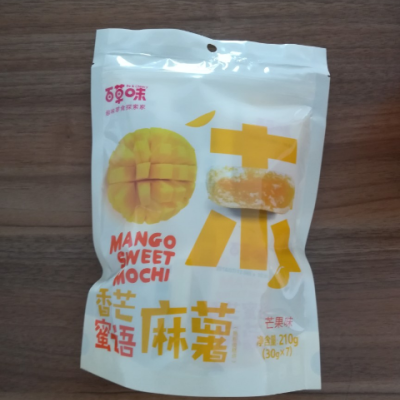 百草味
MANGO
SWEET
MOCHI
香芒
蜜语
麻薯
芒果味
净含量 210g
(30g×7)